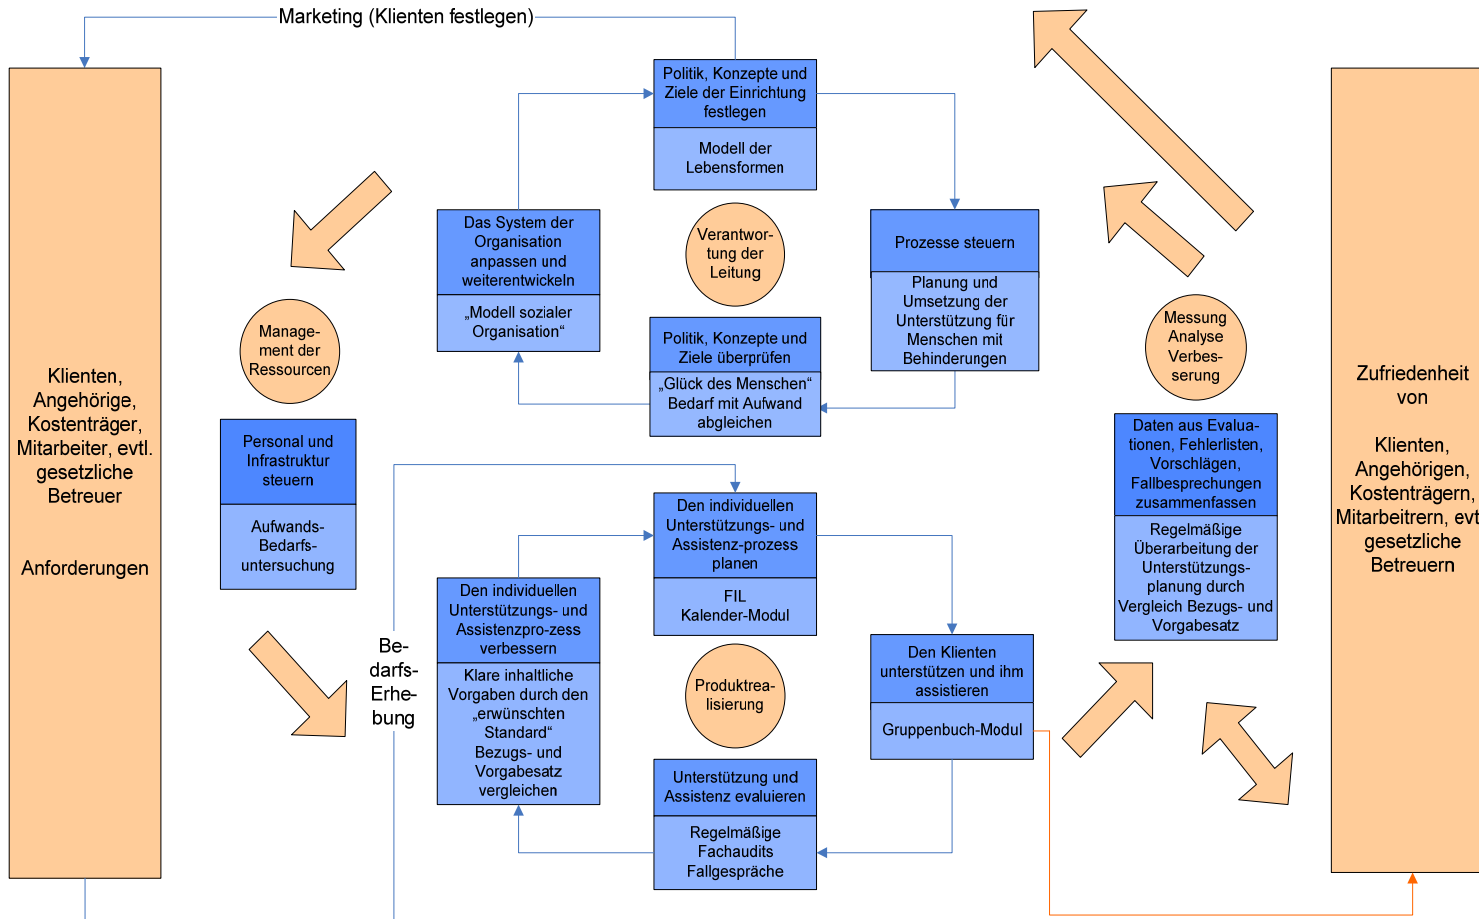 Marketing (Klienten festlegen)
Klienten,
Angehörige,
Kostenträger,
Mitarbeiter, evtl.
gesetzliche
Betreuer
Anforderungen
Politik, Konzepte und
Ziele der Einrichtung
festlegen
Modell der
Lebensformen
Das System der
Organisation
anpassen und
weiterentwickeln
„Modell sozialer
Organisation“
Verantwor-
tung der
Leitung
Prozesse steuern
Planung und
Umsetzung der
Unterstützung für
Menschen mit
Behinderungen
Politik, Konzepte und
Ziele überprüfen
„Glück des Menschen“
Bedarf mit Aufwand
abgleichen
Manage-
ment der
Ressourcen
Personal und
Infrastruktur
steuern
Aufwands-
Bedarfs-
untersuchung
Messung
Analyse
Verbes-
serung
Daten aus Evalua-
tionen, Fehlerlisten,
Vorschlägen,
Fallbesprechungen
zusammenfassen
Regelmäßige
Überarbeitung der
Unterstützungs-
planung durch
Vergleich Bezugs- und
Vorgabesatz
Zufriedenheit
von
Klienten,
Angehörigen,
Kostenträgern,
Mitarbeitrern, evt
gesetzliche
Betreuern
Be-
darfs-
Erhe-
bung
Den individuellen
Unterstützungs- und
Assistenz-prozess
planen
FIL
Kalender-Modul
Den individuellen
Unterstützungs- und
Assistenzpro-zess
verbessern
Klare inhaltliche
Vorgaben durch den
„erwünschten
Standard“
Bezugs- und
Vorgabesatz
vergleichen
Produktrea-
lisierung
Den Klienten
unterstützen und ihm
assistieren
Gruppenbuch-Modul
Unterstützung und
Assistenz evaluieren
Regelmäßige
Fachaudits
Fallgespräche